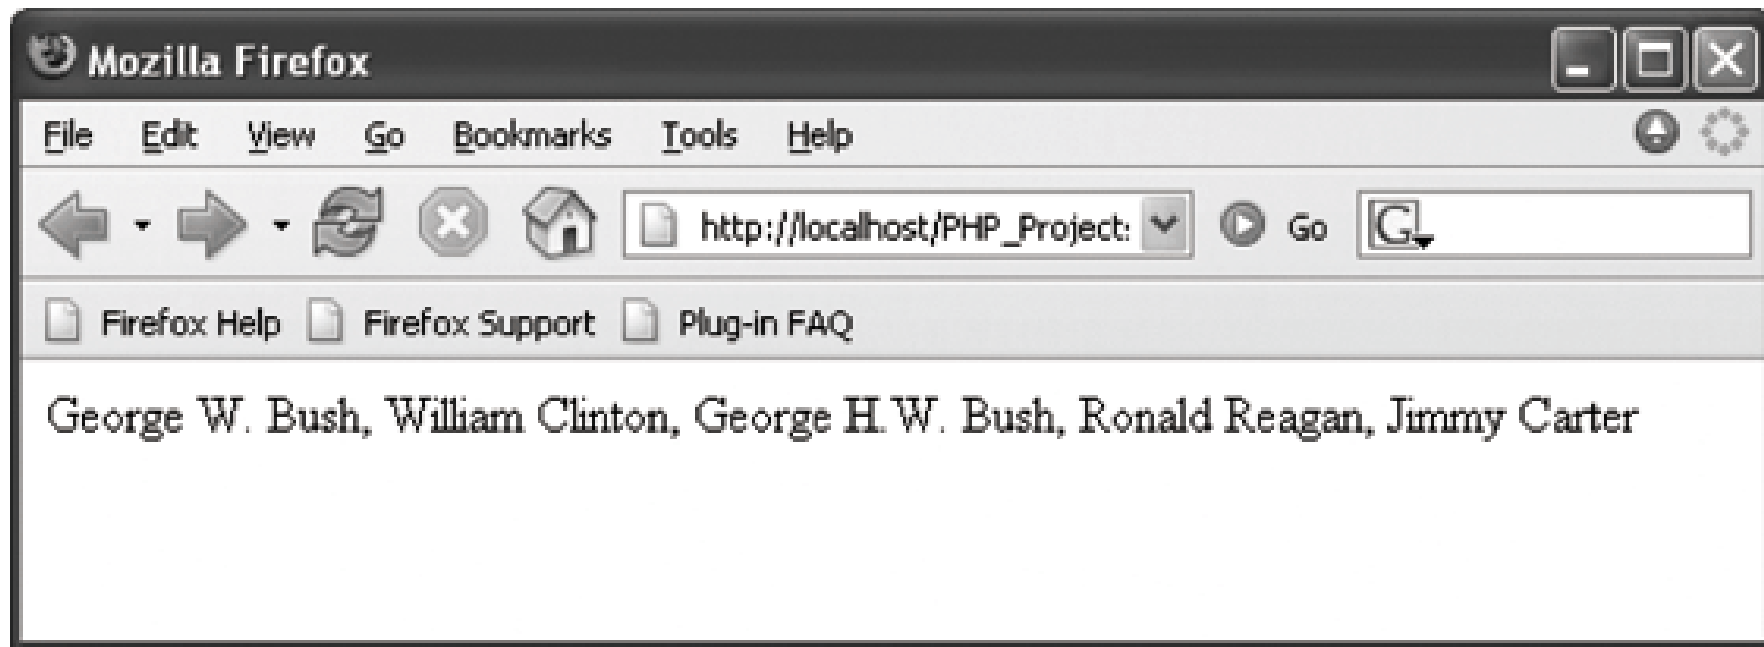 Mozilla Firefox
File Edit View Go Bookmarks Tools Help
http://localhost/PHP_Project: Go G
Firefox Help Firefox Support Plug-in FAQ
George W. Bush, William Clinton, George H.W. Bush, Ronald Reagan, Jimmy Carter